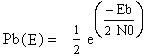 Pb(E) = 1/2 e^(-Eb/2 N0)